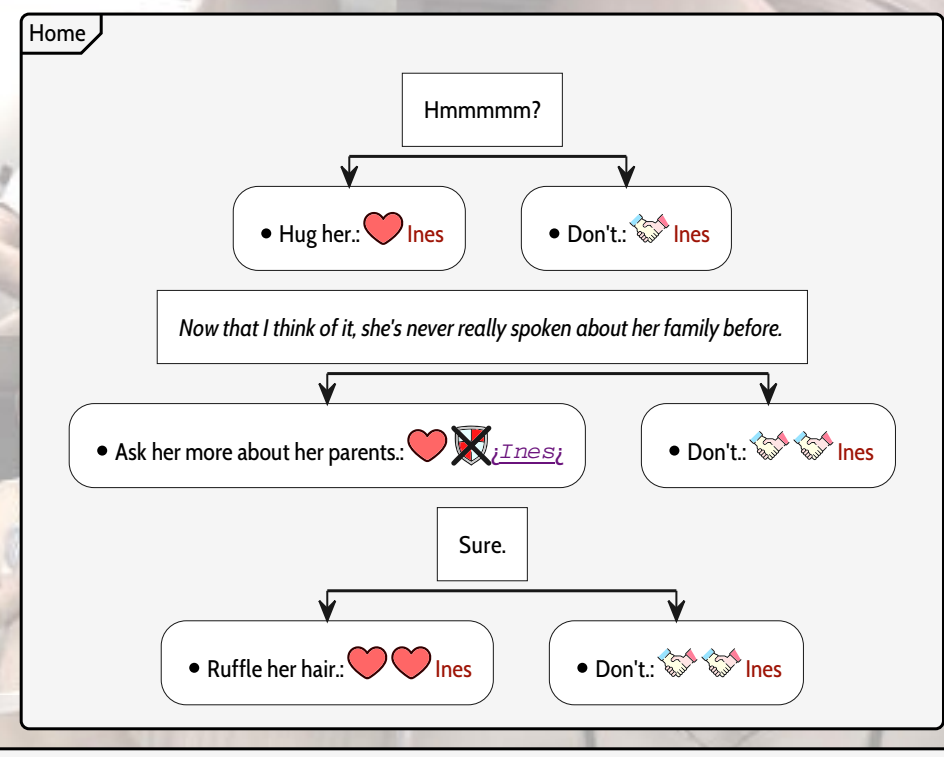 Home
Hmmmmm?
• Hug her.: Ines
• Don't.: Ines
Now that I think of it, she's never really spoken about her family before.
• Ask her more about her parents.: ¿Ines¿
• Don't.: Ines
Sure.
• Ruffle her hair.: Ines
• Don't.: Ines